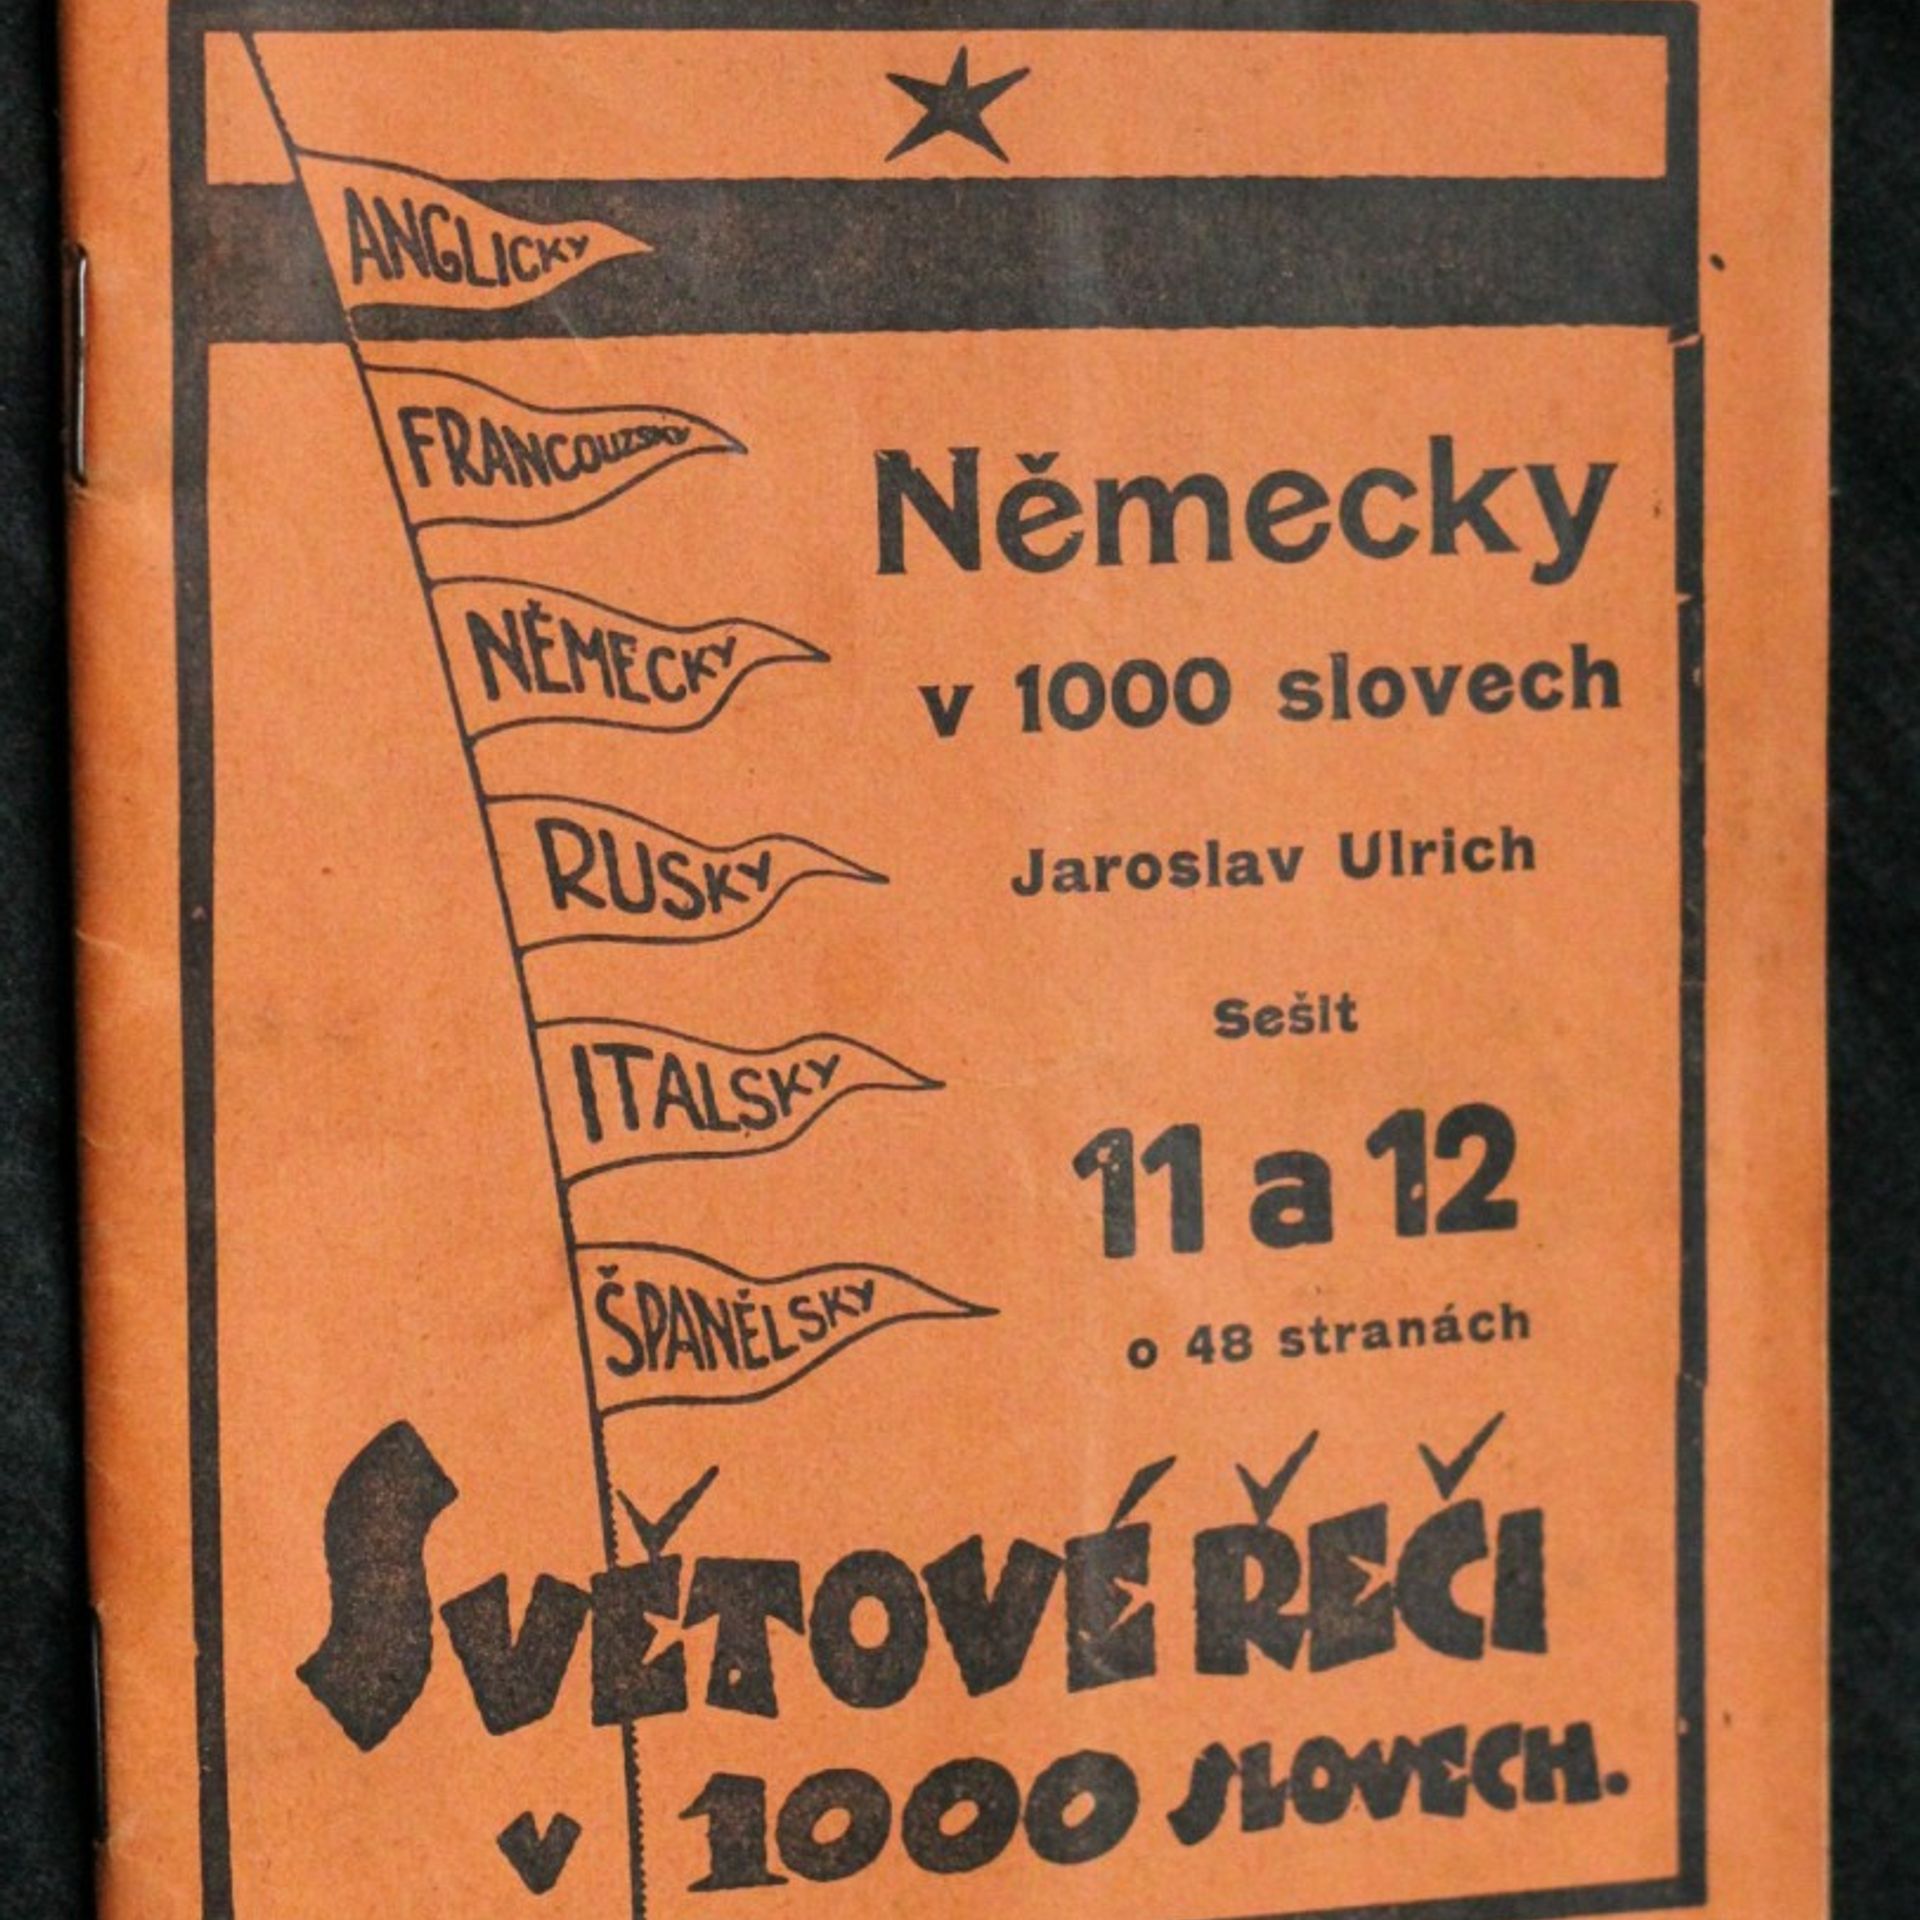 ANGLICKY
FRANCOUZSKY
NĚMECKY
RUSKY
ITALSKY
ŠPANĚLSKY
Německy
v 1000 slovech
Jaroslav Ulrich
Sešit
11 a 12
o 48 stranách
SVĚTOVÉ ŘEČI
v 1000 SLOVECH.